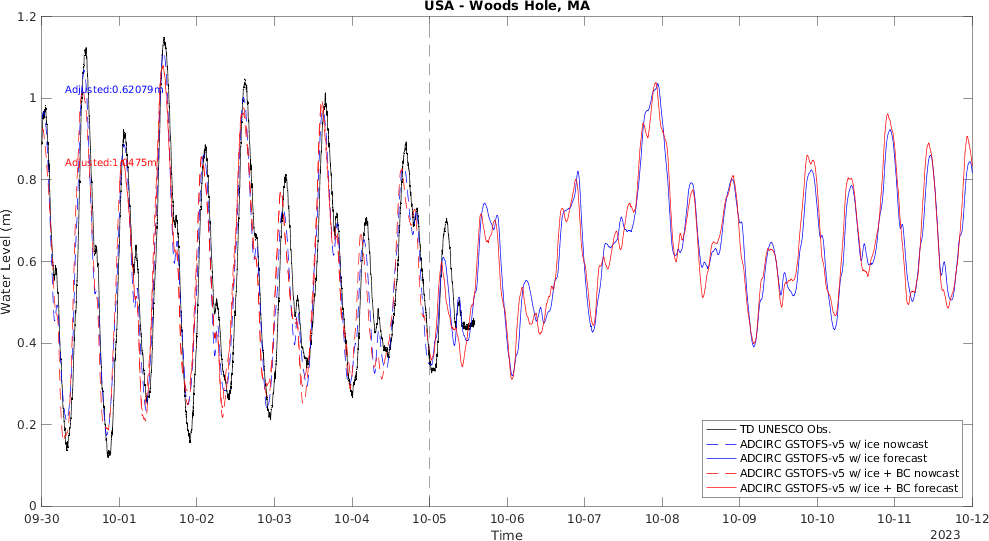 USA - Woods Hole, MA
1.2
1
0.8
0.6
0.4
0.2
0
Water Level (m)
Adjusted:0.62079m
Adjusted:1.0475m
TD UNESCO Obs.
ADCIRC GSTOFS-v5 w/ ice nowcast
ADCIRC GSTOFS-v5 w/ ice forecast
ADCIRC GSTOFS-v5 w/ ice + BC nowcast
ADCIRC GSTOFS-v5 w/ ice + BC forecast
09-30 10-01 10-02 10-03 10-04 10-05 10-06 10-07 10-08 10-09 10-10 10-11 10-12
Time
2023